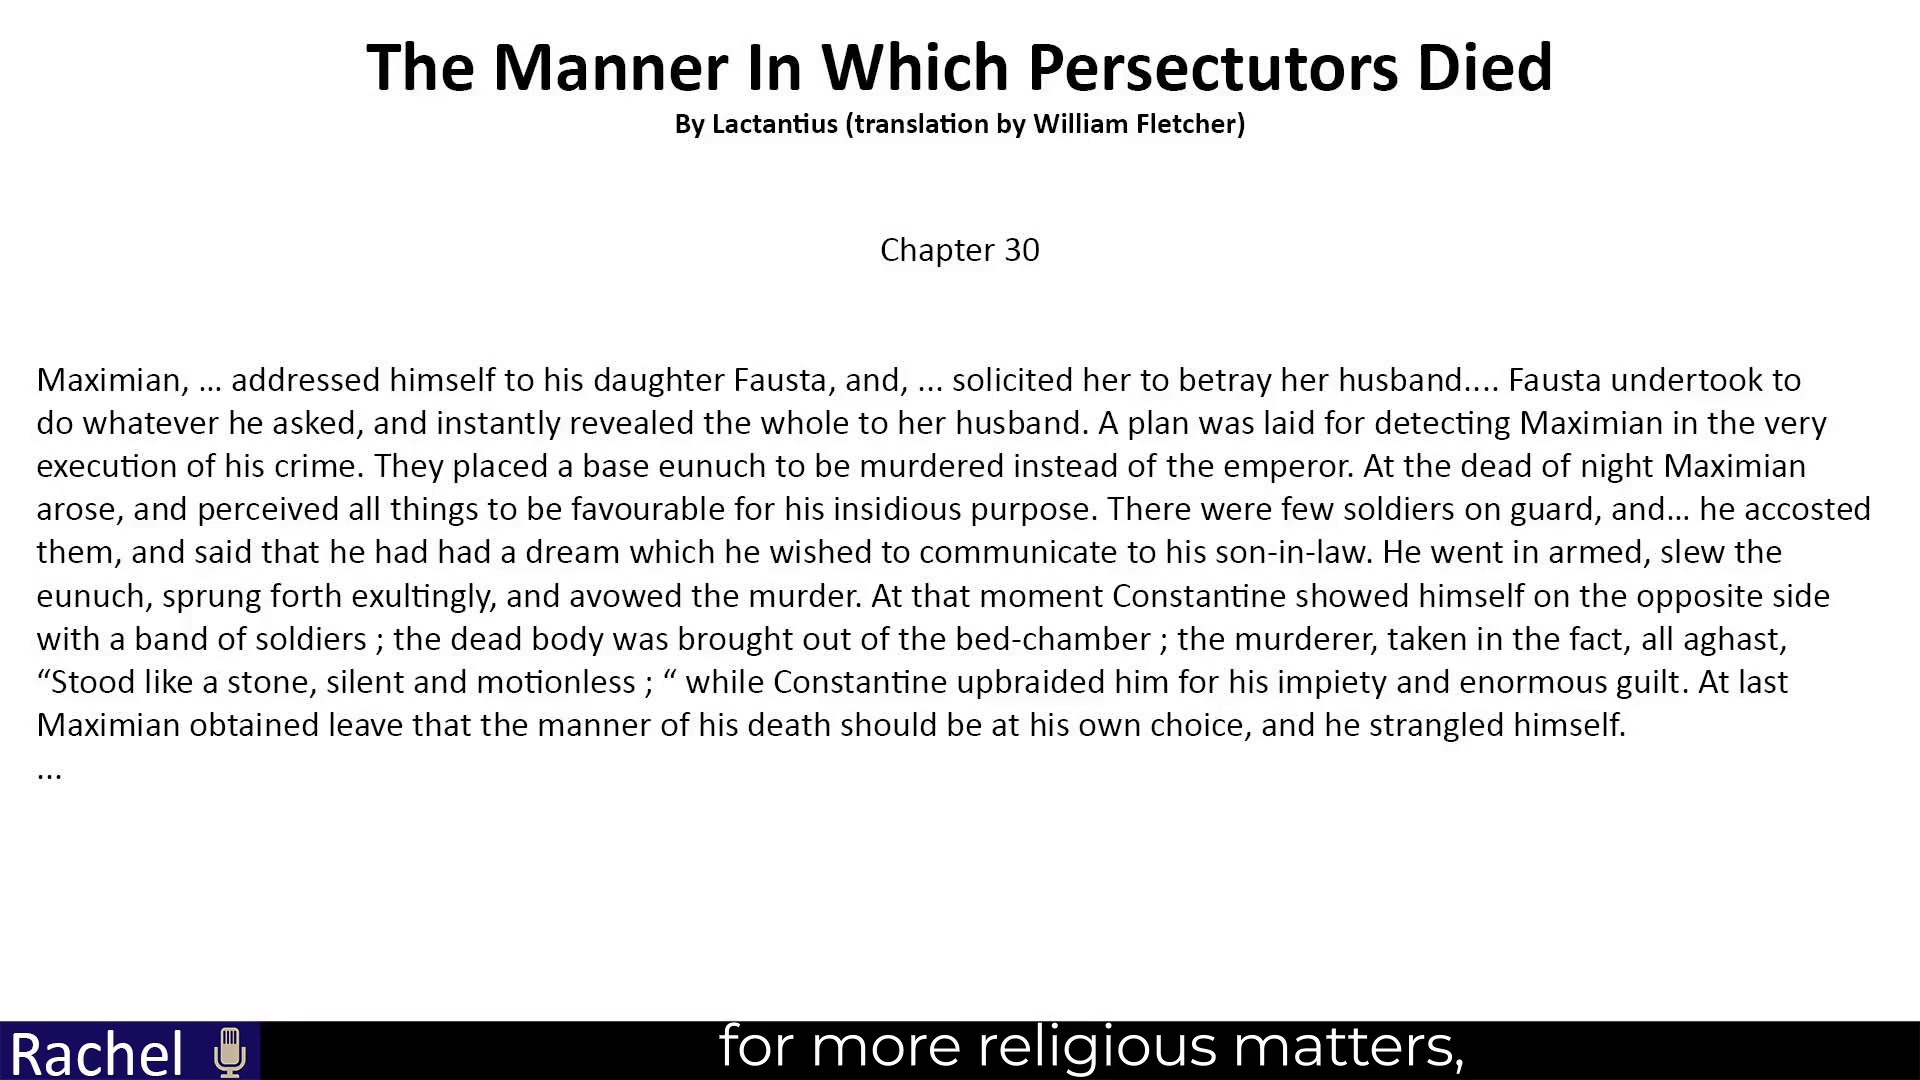 The Manner In Which Persectutors Died
By Lactantius (translation by William Fletcher)
Chapter 30
Maximian, ... addressed himself to his daughter Fausta, and, ... solicited her to betray her husband.... Fausta undertook to
do whatever he asked, and instantly revealed the whole to her husband. A plan was laid for detecting Maximian in the very
execution of his crime. They placed a base eunuch to be murdered instead of the emperor. At the dead of night Maximian
arose, and perceived all things to be favourable for his insidious purpose. There were few soldiers on guard, and... he accosted
them, and said that he had had a dream which he wished to communicate to his son-in-law. He went in armed, slew the
eunuch, sprung forth exultingly, and avowed the murder. At that moment Constantine showed himself on the opposite side
with a band of soldiers ; the dead body was brought out of the bed-chamber ; the murderer, taken in the fact, all aghast,
“Stood like a stone, silent and motionless ; “ while Constantine upbraided him for his impiety and enormous guilt. At last
Maximian obtained leave that the manner of his death should be at his own choice, and he strangled himself.
...
Rachel
for more religious matters,